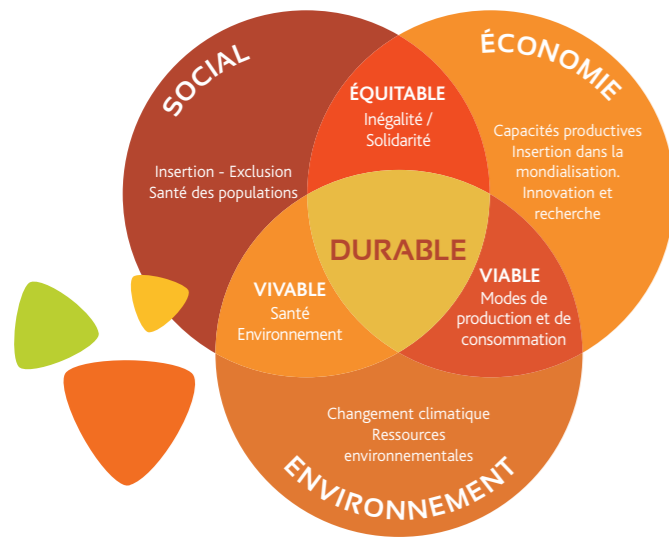 SOCIAL
ÉCONOMIE
ÉQUITABLE
Inégalité /
Solidarité
Capacités productives
Insertion dans la
mondialisation.
Innovation et
recherche
Insertion - Exclusion
Santé des populations
DURABLE
VIVABLE
Santé
Environnement
VIABLE
Modes de
production et de
consommation
Changement climatique
Ressources
environnementales
ENVIRONNEMENT